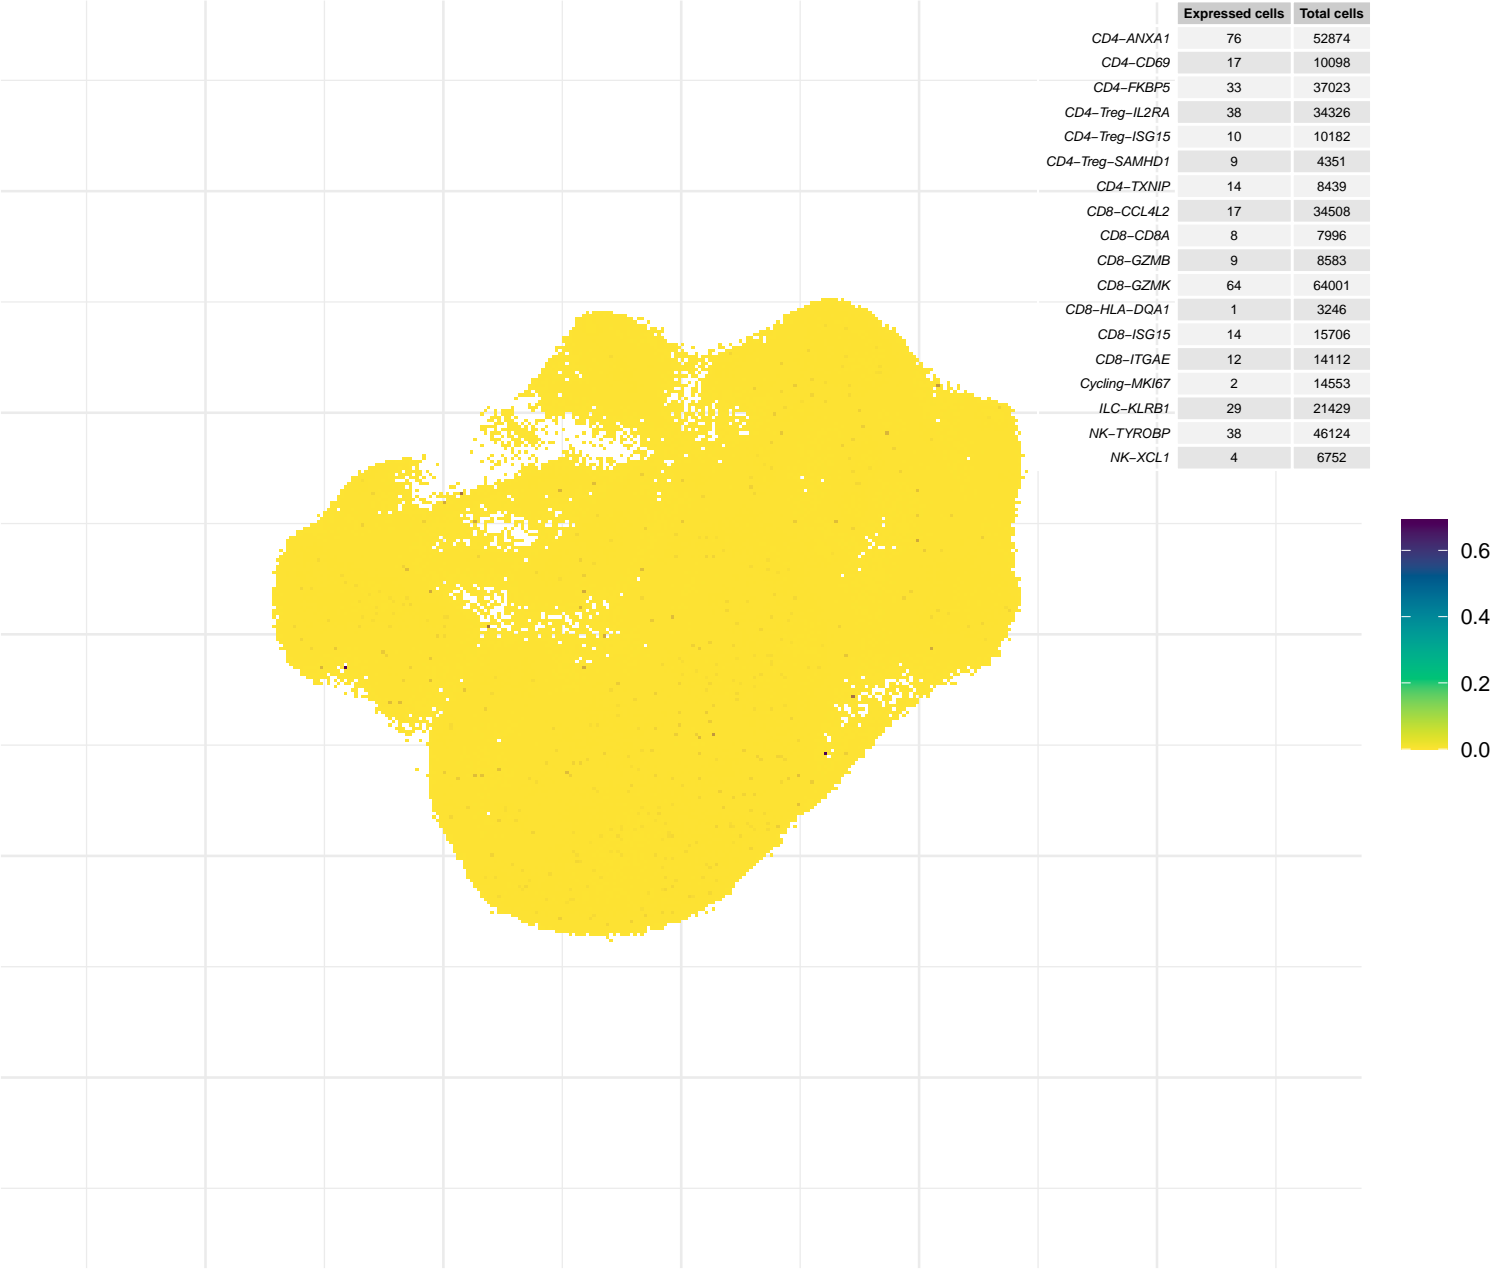 Expressed cells Total cells
CD4−ANXA1 76 52874
CD4−CD69 17 10098
CD4−FKBP5 33 37023
CD4−Treg−IL2RA 38 34326
CD4−Treg−ISG15 10 10182
CD4−Treg−SAMHD1 9 4351
CD4−TXNIP 14 8439
CD8−CCL4L2 17 34508
CD8−CD8A 8 7996
CD8−GZMB 9 8583
CD8−GZMK 64 64001
CD8−HLA−DQA1 1 3246
CD8−ISG15 14 15706
CD8−ITGAE 12 14112
Cycling−MKI67 2 14553
ILC−KLRB1 29 21429
NK−TYROBP 38 46124
NK−XCL1 4 6752
0.6
0.4
0.2
0.0